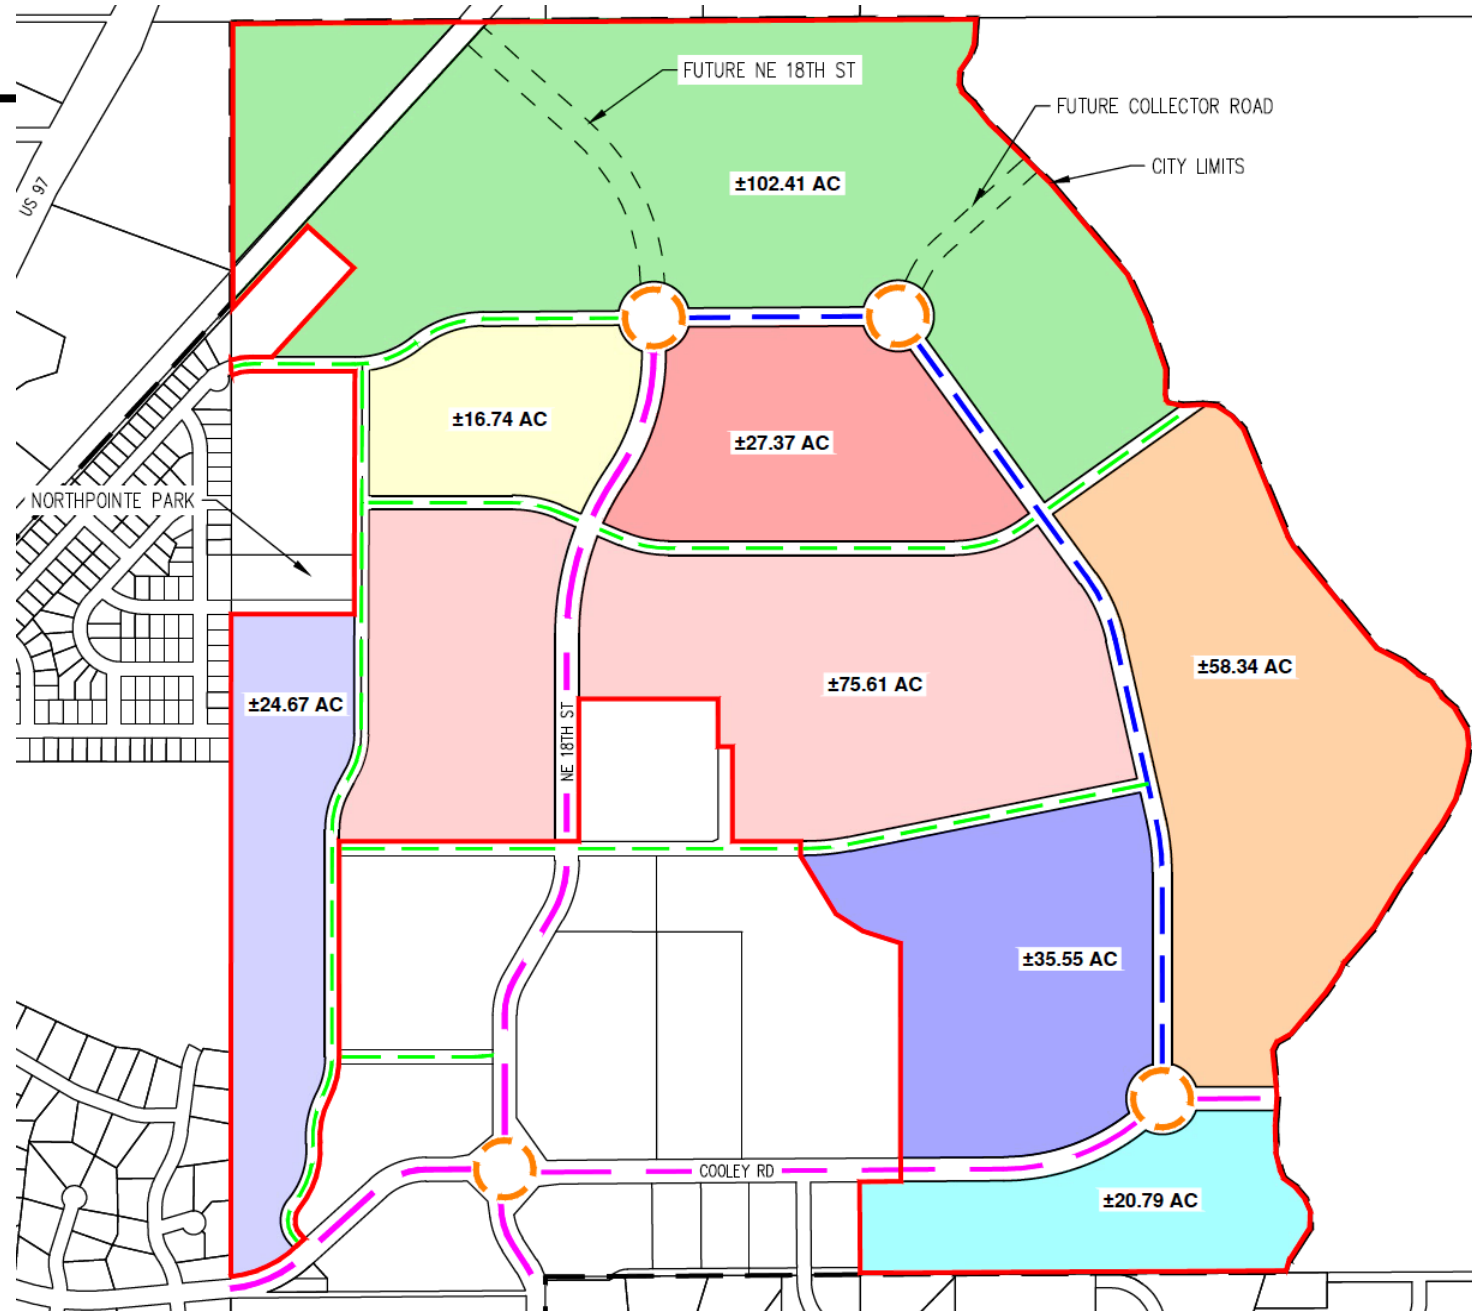 FUTURE NE 18TH ST
FUTURE COLLECTOR ROAD
CITY LIMITS
US 97
±102.41 AC
±16.74 AC
±27.37 AC
NORTHPOINTE PARK
±58.34 AC
±75.61 AC
±24.67 AC
NE 18TH ST
±35.55 AC
COOLEY RD
±20.79 AC